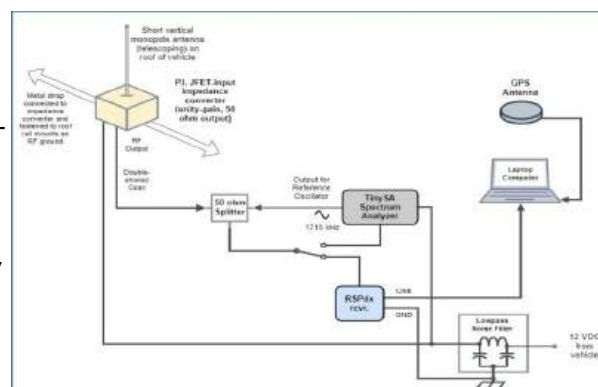 Short vertical
monopole antenna
(telescoping) on
roof of vehicle
P.I. JFET-input
impedance
converter
(unity-gain, 50
ohm output)
Metal strap
connected to
impedance
converter and
fastened to roof
rail mounts as
RF ground
RF
Output
Double-
shielded
Coax
GPS
Antenna
Laptop
Computer
50 ohm
Splitter
Output for
Reference
Oscillator
1715 kHz
Tiny SA
Spectrum
Analyzer
RSPdx
rcvr.
USB
GND
Lowpass
Noise Filter
12 VDC
from
vehicle